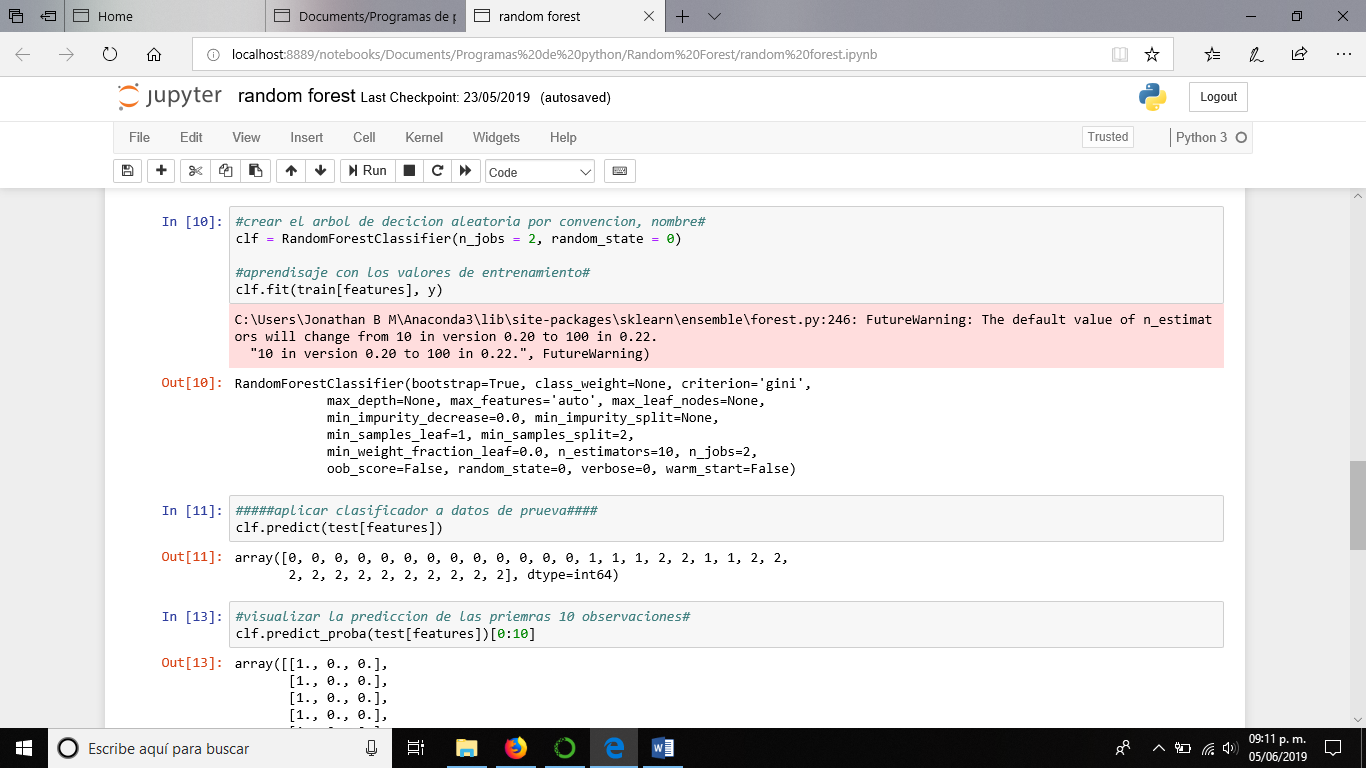 Home
Documents/Programas de p
random forest
localhost:8889/notebooks/Documents/Programas%20de%20python/Random%20Forest/random%20forest.ipynb
jupyter random forest Last Checkpoint: 23/05/2019 (autosaved)
Logout
File Edit View Insert Cell Kernel Widgets Help
Trusted
Python 3
Run
Code
In [10]: #crear el arbol de decicion aleatoria por convencion, nombre#
clf = RandomForestClassifier(n_jobs = 2, random_state = 0)
#aprendisaje con los valores de entrenamiento#
clf.fit(train[features], y)
C:\Users\Jonathan B M\Anaconda3\lib\site-packages\sklearn\ensemble\forest.py:246: FutureWarning: The default value of n_estimat
ors will change from 10 in version 0.20 to 100 in 0.22.
"10 in version 0.20 to 100 in 0.22.", FutureWarning)
Out[10]: RandomForestClassifier(bootstrap=True, class_weight=None, criterion='gini',
max_depth=None, max_features='auto', max_leaf_nodes=None,
min_impurity_decrease=0.0, min_impurity_split=None,
min_samples_leaf=1, min_samples_split=2,
min_weight_fraction_leaf=0.0, n_estimators=10, n_jobs=2,
oob_score=False, random_state=0, verbose=0, warm_start=False)
In [11]: #####aplicar clasificador a datos de prueva####
clf.predict(test[features])
Out[11]: array([0, 0, 0, 0, 0, 0, 0, 0, 0, 0, 0, 0, 0, 1, 1, 1, 2, 2, 1, 1, 2, 2,
2, 2, 2, 2, 2, 2, 2, 2, 2, 2], dtype=int64)
In [13]: #visualizar la prediccion de las priemras 10 observaciones#
clf.predict_proba(test[features])[0:10]
Out[13]: array([[1., 0., 0.],
[1., 0., 0.],
[1., 0., 0.],
[1., 0., 0.],
Escribe aquí para buscar
09:11 p. m.
05/06/2019